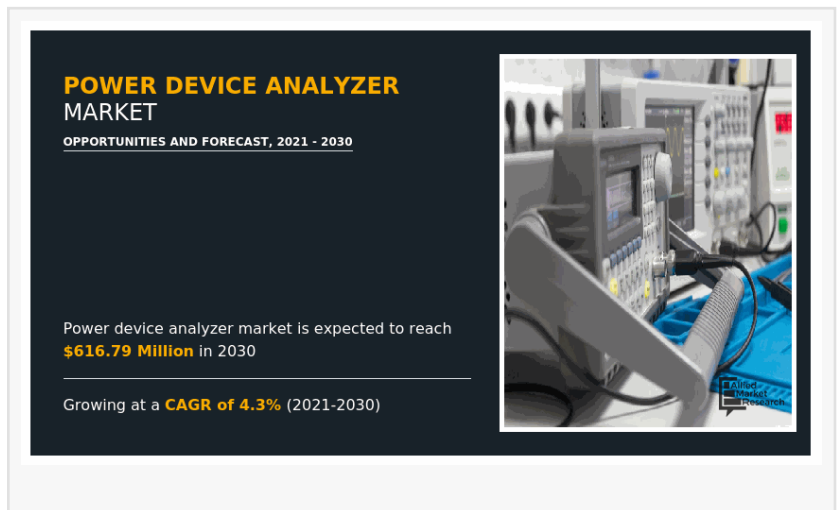 POWER DEVICE ANALYZER
MARKET
OPPORTUNITIES AND FORECAST, 2021 - 2030
Power device analyzer market is expected to reach
$616.79 Million in 2030
Growing at a CAGR of 4.3% (2021-2030)
Allied
Market
Research